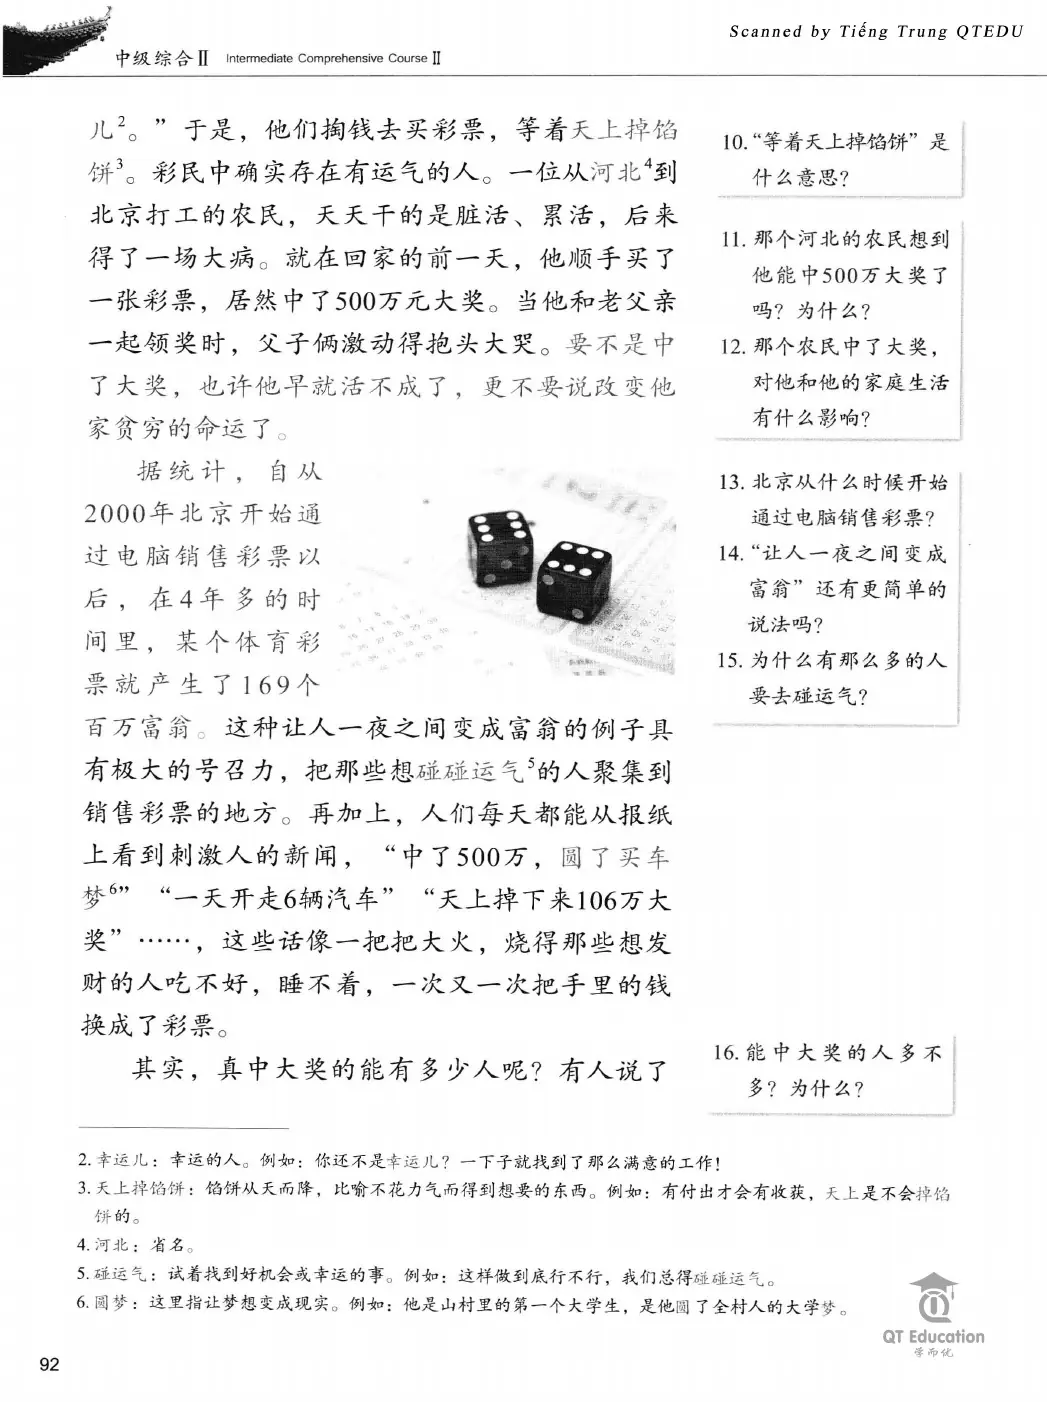 Scanned by Tiếng Trung QTEDU
中级综合Ⅱ Intermediate Comprehensive Course Ⅱ
儿²。”于是，他们掏钱去买彩票，等着天上掉馅
饼³。彩民中确实存在有运气的人。一位从河北⁴到
北京打工的农民，天天干的是脏活、累活，后来
得了一场大病。就在回家的前一天，他顺手买了
一张彩票，居然中了500万元大奖。当他和老父亲
一起领奖时，父子俩激动得抱头大哭。要不是中
了大奖，也许他早就活不成了，更不要说改变他
家贫穷的命运了。
据统计，自从
2000年北京开始通
过电脑销售彩票以
后，在4年多的时
间里，某个体育彩
票就产生了169个
百万富翁。这种让人一夜之间变成富翁的例子具
有极大的号召力，把那些想碰碰运气⁵的人聚集到
销售彩票的地方。再加上，人们每天都能从报纸
上看到刺激人的新闻，“中了500万，圆了买车
梦⁶”“一天开走6辆汽车”“天上掉下来106万大
奖”……，这些话像一把把大火，烧得那些想发
财的人吃不好，睡不着，一次又一次把手里的钱
换成了彩票。
其实，真中大奖的能有多少人呢？有人说了
10.“等着天上掉馅饼”是
什么意思？
11. 那个河北的农民想到
他能中500万大奖了
吗？为什么？
12. 那个农民中了大奖，
对他和他的家庭生活
有什么影响？
13. 北京从什么时候开始
通过电脑销售彩票？
14.“让人一夜之间变成
富翁”还有更简单的
说法吗？
15. 为什么有那么多的人
要去碰运气？
16. 能中大奖的人多不
多？为什么？
2. 幸运儿：幸运的人。例如：你还不是幸运儿？一下子就找到了那么满意的工作！
3. 天上掉馅饼：馅饼从天而降，比喻不花力气而得到想要的东西。例如：有付出才会有收获，天上是不会掉馅
饼的。
4. 河北：省名。
5. 碰运气：试着找到好机会或幸运的事。例如：这样做到底行不行，我们总得碰碰运气。
6. 圆梦：这里指让梦想变成现实。例如：他是山村里的第一个大学生，是他圆了全村人的大学梦。
QT Education
学而优
92